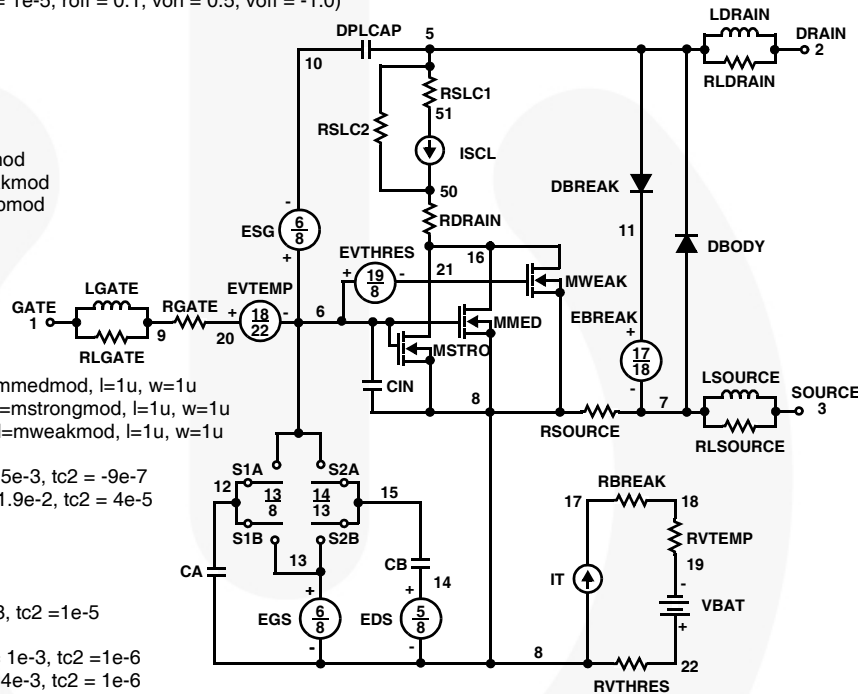 = 1e-5, roff = 0.1, von = 0.5, voff = -1.0)
LDRAIN
DPLCAP
5
DRAIN
2
10
RLDRAIN
RSLC1
51
RSLC2
ISCL
DBREAK
50
RDRAIN
ESG
6
8
-
+
11
DBODY
EVTHRES
+
19
8
-
21
16
MWEAK
LGATE
GATE
1
RLGATE
9
RGATE
20
EVTEMP
+
18
22
-
6
MMED
MSTRO
EBREAK
+
17
18
-
CIN
8
RSOURCE
7
LSOURCE
SOURCE
3
RLSOURCE
mmedmod, l=1u, w=1u
l=mstrongmod, l=1u, w=1u
l=mweakmod, l=1u, w=1u
5e-3, tc2 = -9e-7
1.9e-2, tc2 = 4e-5
3, tc2 =1e-5
= 1e-3, tc2 =1e-6
4e-3, tc2 = 1e-6
S1A
S2A
12
13
8
14
13
15
S1B
S2B
13
CA
CB
14
EGS
+
6
8
-
EDS
+
5
8
-
8
RBREAK
17
18
RVTEMP
19
IT
-
VBAT
+
22
RVTHRES